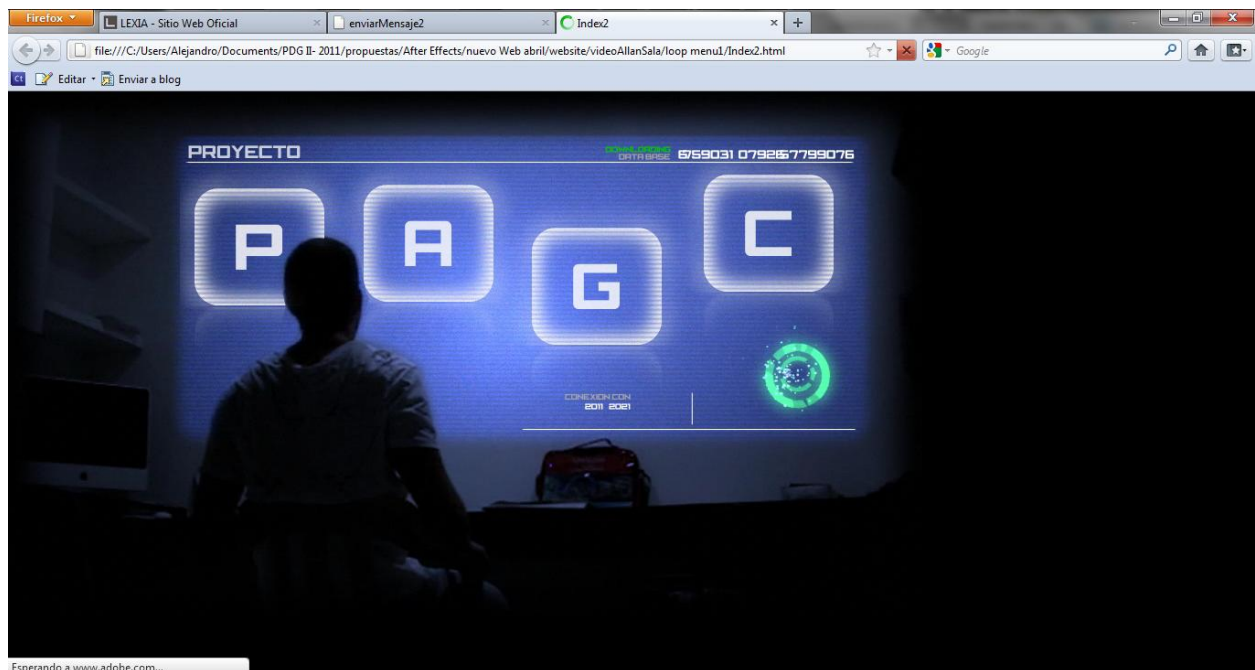 Firefox
LEXIA - Sitio Web Oficial
enviarMensaje2
Index2
file:///C:/Users/Alejandro/Documents/PDG II- 2011/propuestas/After Effects/nuevo Web abril/website/videoAllanSala/loop menu1/Index2.html
Google
Ct Editar Enviar a blog
PROYECTO
DOWNLOADING
DATA BASE
P A G C
CONEXION CON
2011 2021
Esperando a www.adobe.com...